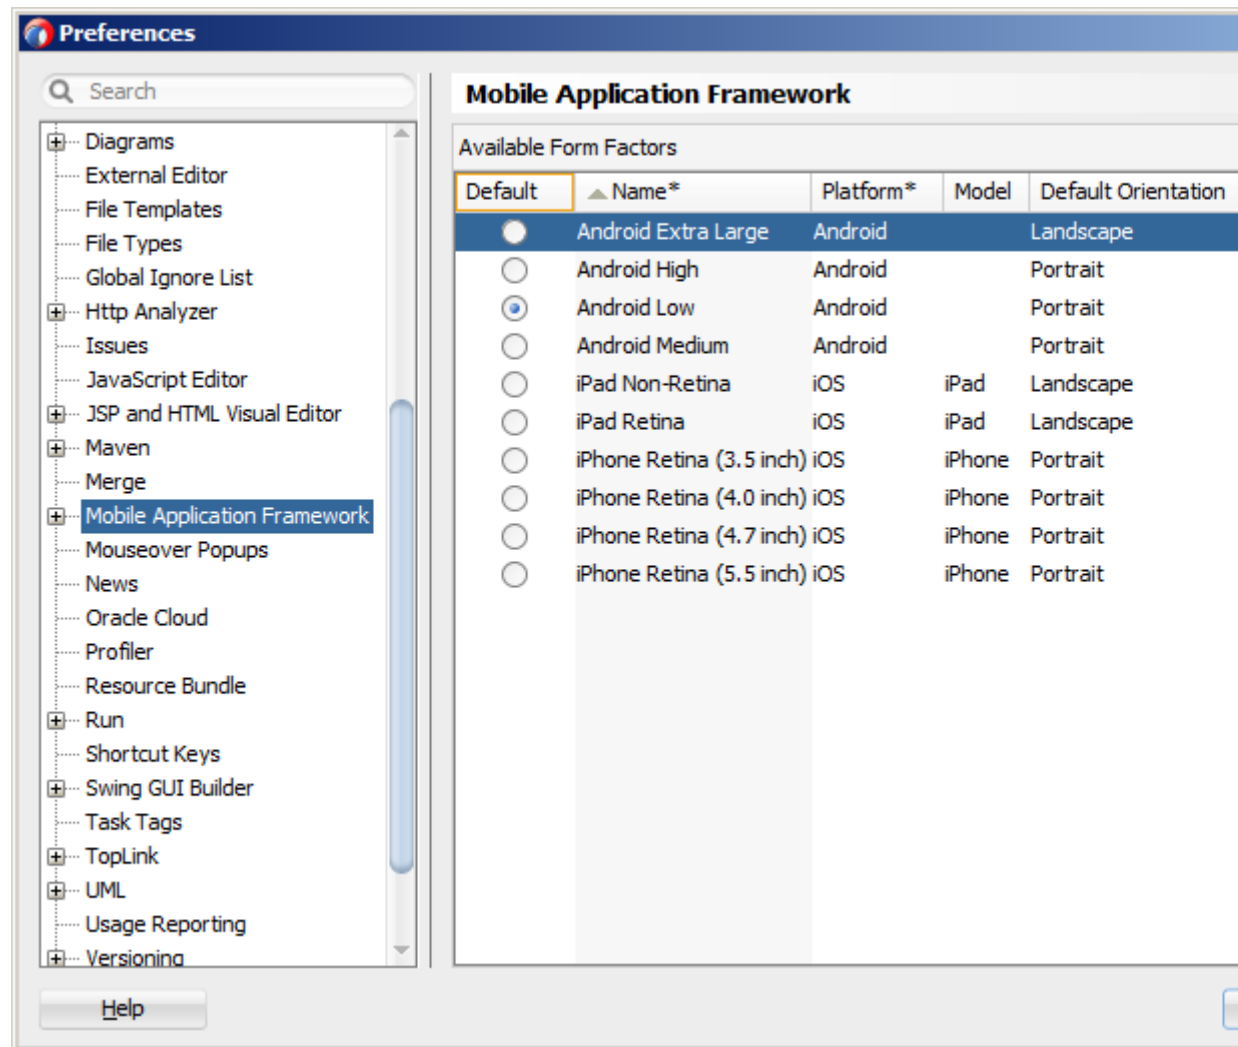 Preferences
Search
Diagrams
External Editor
File Templates
File Types
Global Ignore List
Http Analyzer
Issues
JavaScript Editor
JSP and HTML Visual Editor
Maven
Merge
Mobile Application Framework
Mouseover Popups
News
Oracle Cloud
Profiler
Resource Bundle
Run
Shortcut Keys
Swing GUI Builder
Task Tags
TopLink
UML
Usage Reporting
Versioning
Help
Mobile Application Framework
Available Form Factors
Default Name* Platform* Model Default Orientation
Android Extra Large Android Landscape
Android High Android Portrait
Android Low Android Portrait
Android Medium Android Portrait
iPad Non-Retina iOS iPad Landscape
iPad Retina iOS iPad Landscape
iPhone Retina (3.5 inch) iOS iPhone Portrait
iPhone Retina (4.0 inch) iOS iPhone Portrait
iPhone Retina (4.7 inch) iOS iPhone Portrait
iPhone Retina (5.5 inch) iOS iPhone Portrait